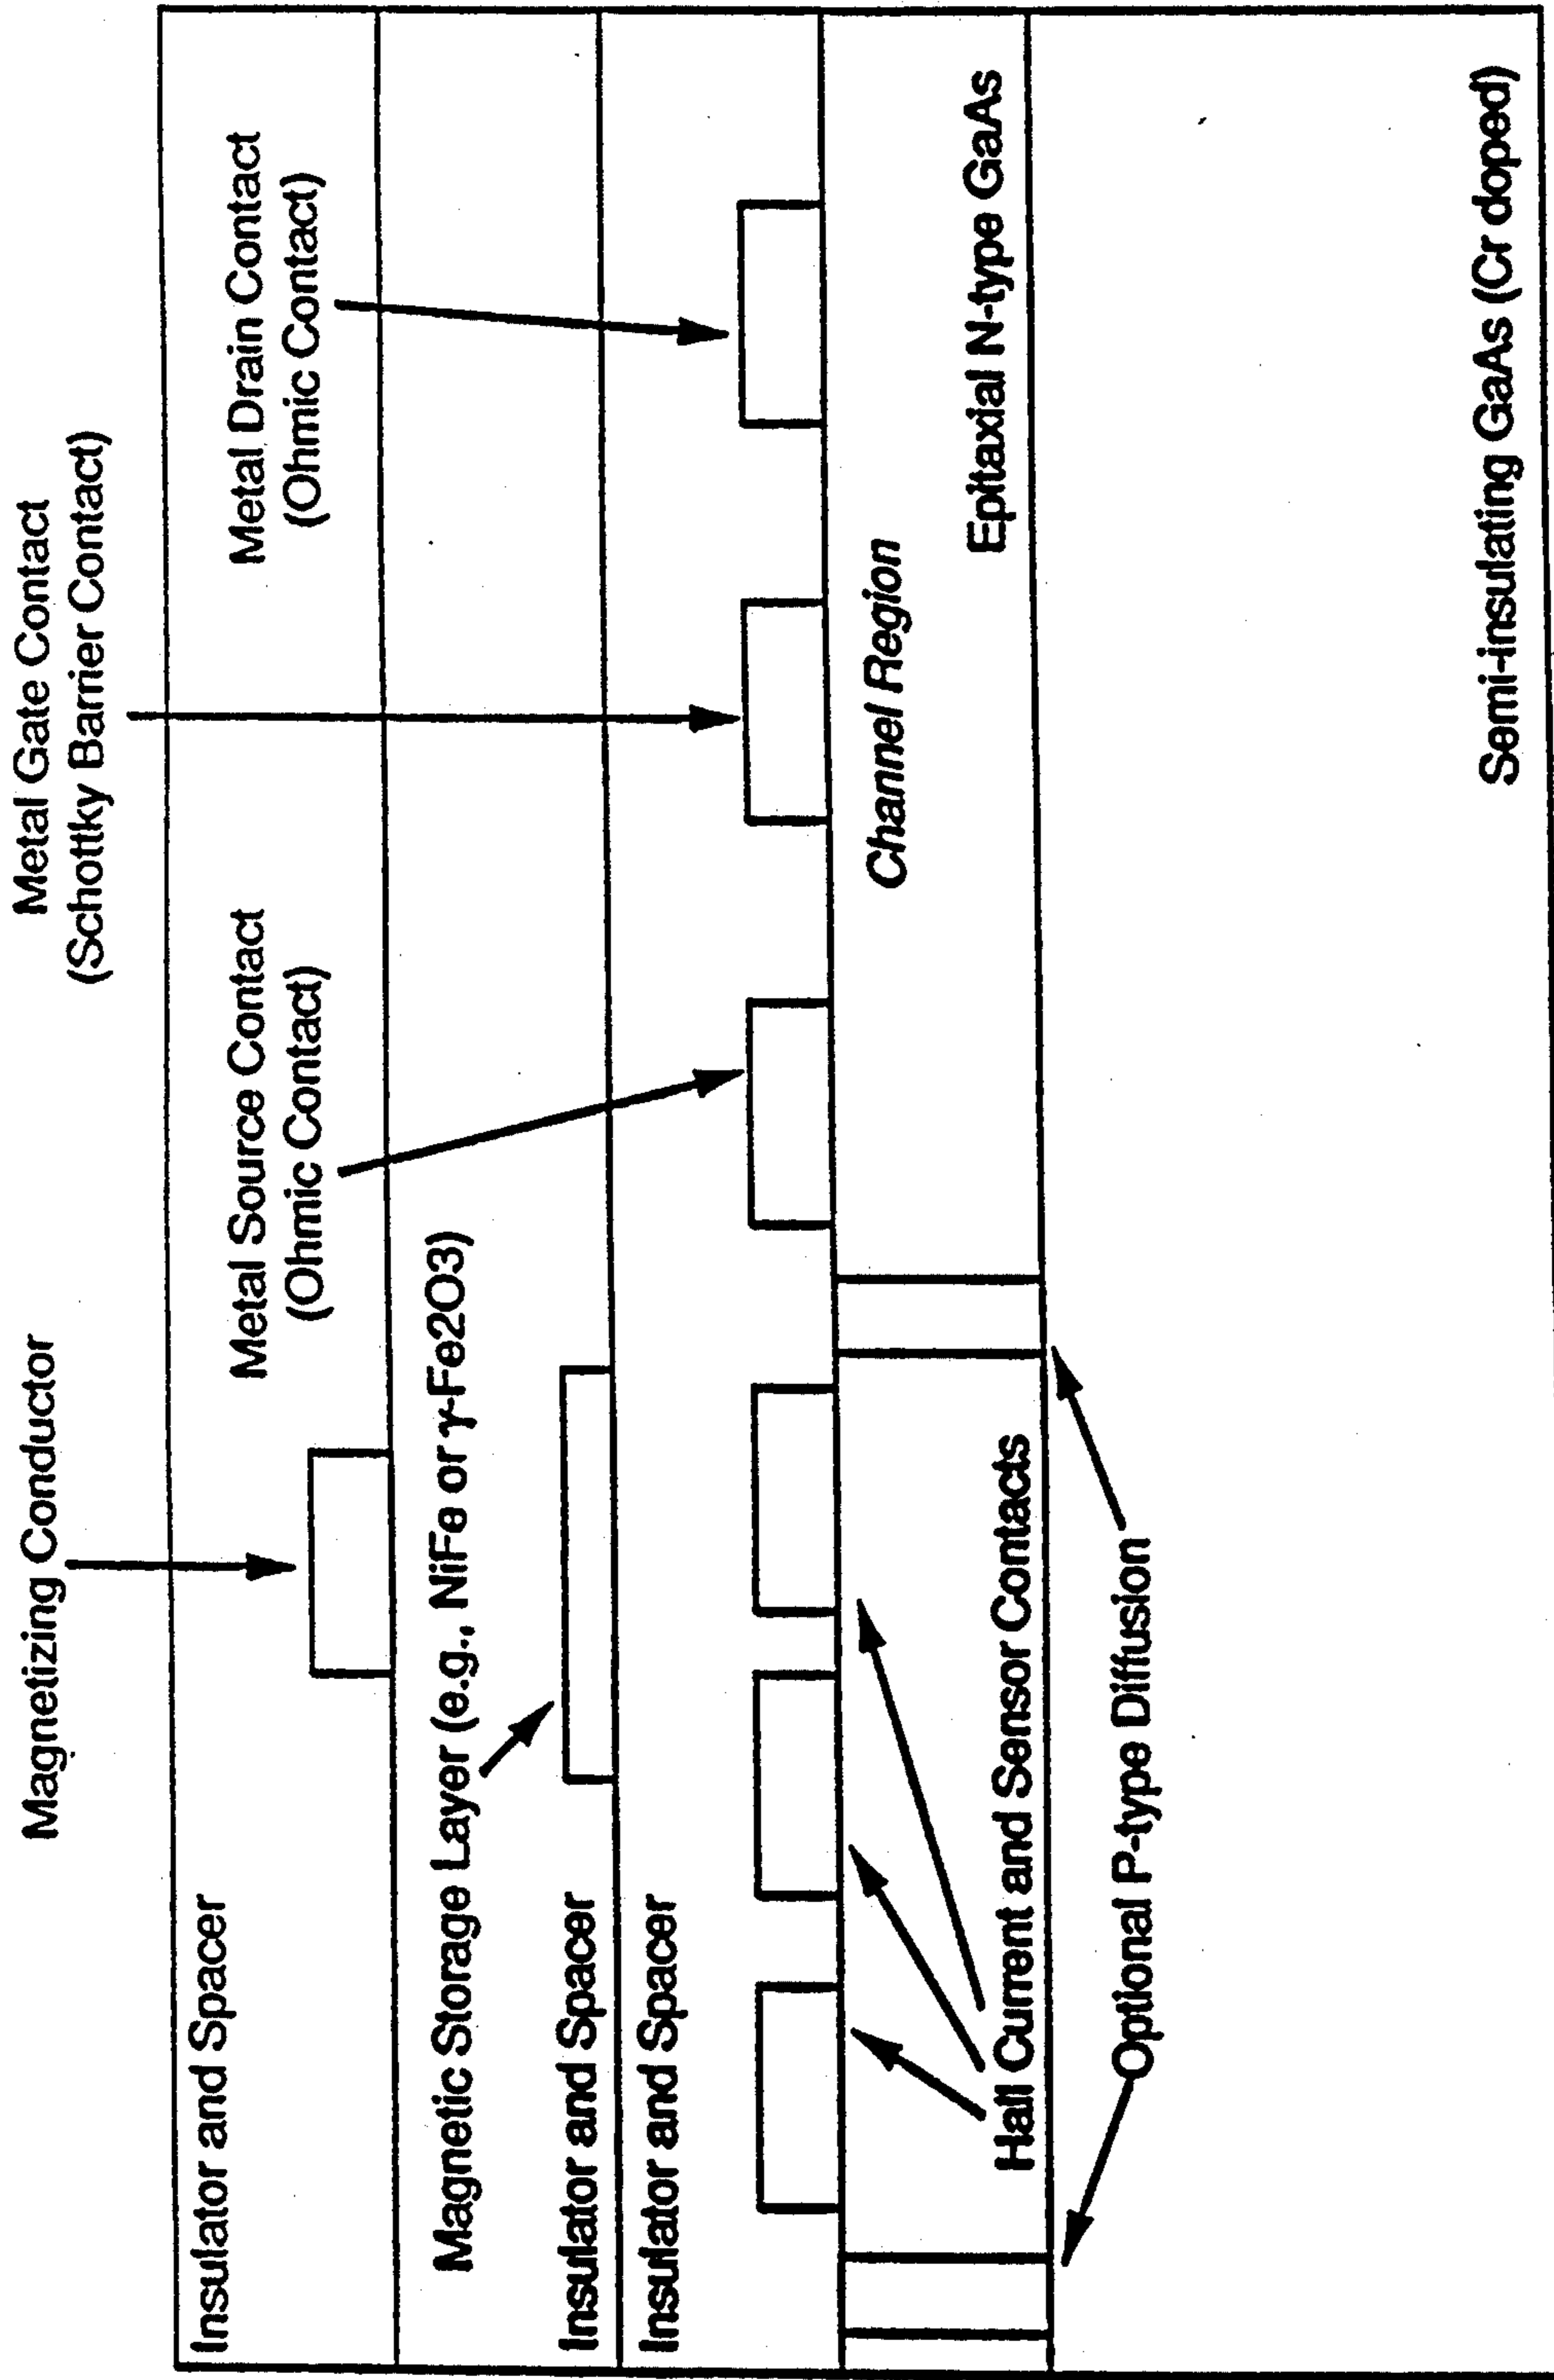 Magnetizing Conductor
Metal Gate Contact
(Schottky Barrier Contact)
Insulator and Spacer
Metal Source Contact
(Ohmic Contact)
Metal Drain Contact
(Ohmic Contact)
Magnetic Storage Layer (e.g., NiFe or γ-Fe2O3)
Insulator and Spacer
Insulator and Spacer
Channel Region
Hall Current and Sensor Contacts
Epitaxial N-type GaAs
Optional P-type Diffusion
Semi-insulating GaAs (Cr doped)